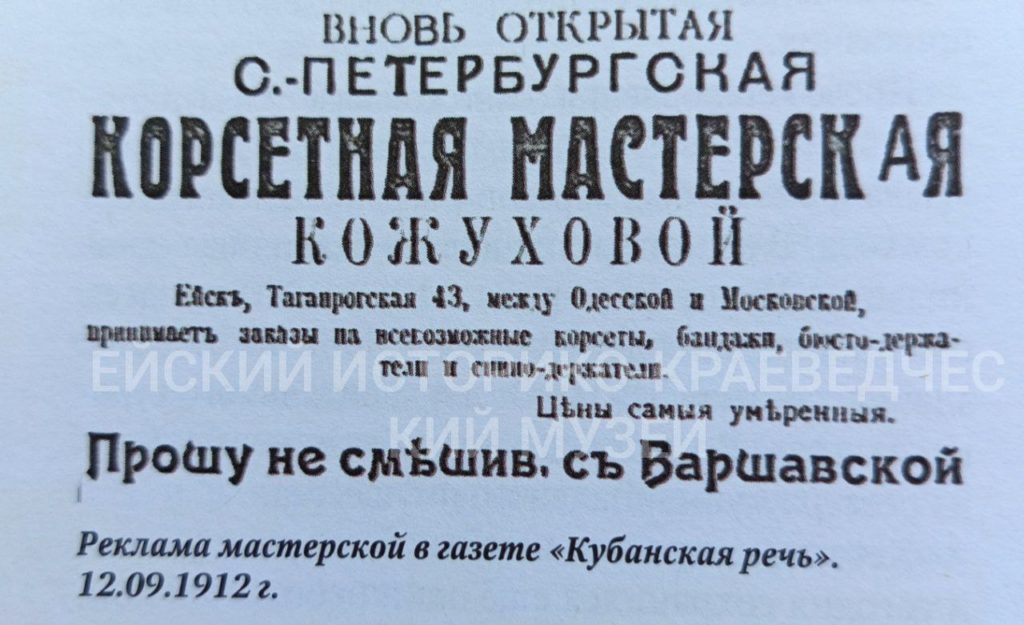 ВНОВЬ ОТКРЫТАЯ
С.-ПЕТЕРБУРГСКАЯ
КОРСЕТНАЯ МАСТЕРСКАЯ
КОЖУХОВОЙ
Ейскъ, Таганрогская 43, между Одесской и Московской,
принимаетъ заказы на всевозможные корсеты, бандажи, бюсто-держа-
тели и спино-держатели.
ЕЙСКИЙ ИСТОРИКО-КРАЕВЕДЧЕС
Цѣны самыя умѣренныя.
КИЙ МУЗЕЙ
Прошу не смѣшив. съ Варшавской
Реклама мастерской в газете «Кубанская речь».
12.09.1912 г.